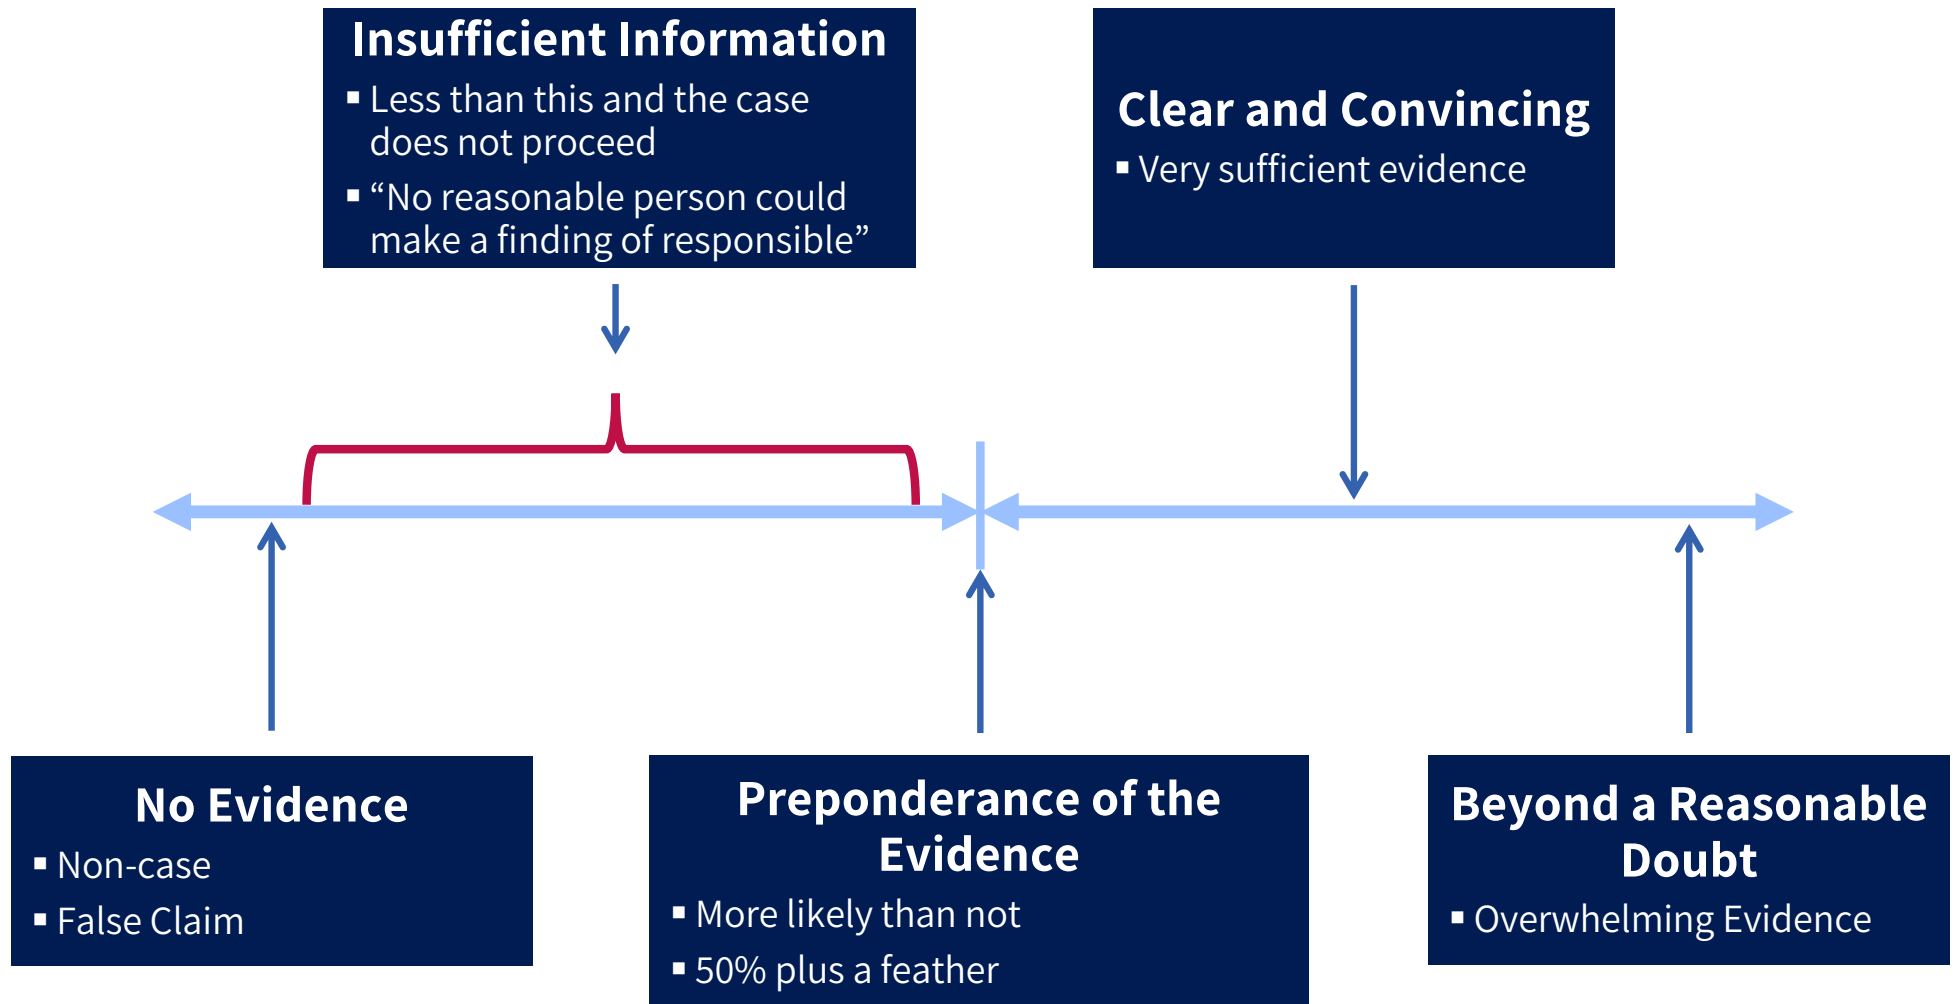 Insufficient Information
▪ Less than this and the case
does not proceed
▪ “No reasonable person could
make a finding of responsible”
Clear and Convincing
▪ Very sufficient evidence
No Evidence
▪ Non-case
▪ False Claim
Preponderance of the
Evidence
▪ More likely than not
▪ 50% plus a feather
Beyond a Reasonable
Doubt
▪ Overwhelming Evidence